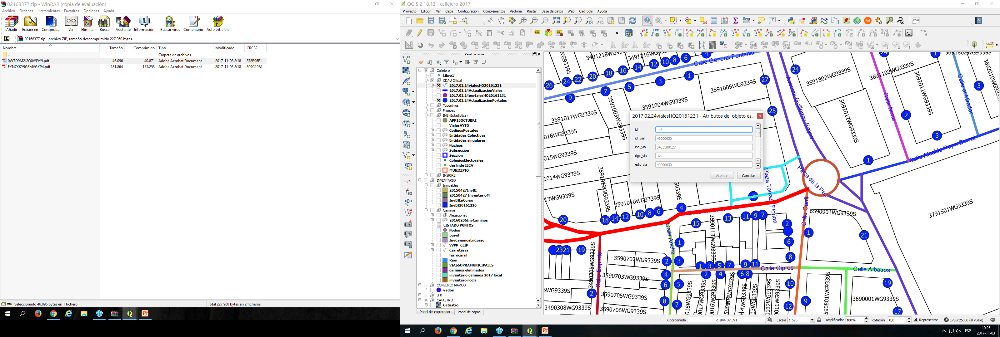 02168377.zip - WinRAR (copia de evaluación)
Archivo Órdenes Herramientas Favoritos Opciones Ayuda
Añadir Extraer en Comprobar Ver Eliminar Buscar Asistente Información Buscar virus Comentario Auto extraíble
02168377.zip - archivo ZIP, tamaño descomprimido 227.960 bytes
Nombre Tamaño Comprimido Tipo Modificado CRC32
.. Carpeta de archivos
0WTD9M2J2Q0V59Y9.pdf 46.096 40.871 Adobe Acrobat Document 2017-11-03 8:18 878B96F1
EYN7KKY9GSMVGKP4.pdf 181.864 153.253 Adobe Acrobat Document 2017-11-03 8:18 309C19FA
Seleccionado 46.096 bytes en 1 fichero
Total 227.960 bytes en 2 ficheros
QGIS 2.18.13 - callejero 2017
Proyecto Edición Ver Capa Configuración Complementos Vectorial Ráster Base de datos Web CadTools Ayuda
Panel de capas
Callejero
Libro1
CDAU Oficial
2017.02.24vialesHO20161231
2017.02.24ActualizacionViales
2017.02.24portalesHO20161231
2017.02.24ActualizacionPortales
Toponimos
Pruebas
INE (Estadistica)
APP13OCTUBRE
VialesAYTO
CodigosPostales
Entidades Colectivas
Entidades singulares
Nucleos
Subseccion
Seccion
ColegiosElectorales
deslinde IECA
MUNICIPIO
INSPIRE
INVENTARIO
Inmuebles
20150427InvBI
20150427 InventarioM
InvBIEnCurso
InvBI20161216
Caminos
Alegaciones
20160206InvCaminos
LISTADO PUNTOS
Nodos
puyol
InvCaminosEnCurso
VVPP_CLIP
Carreteras
ferrocarril
Rios
VIASSUPRAMUNICIPALES
caminos eliminados
inventario caminos 2017 local
inventaroi locla
CONVENIO MARCO
vados
JFK
CATASTRO
Catastro
Panel del explorador Panel de capas
2017.02.24vialesHO20161231 - Atributos del objeto es...
id 118
id_vial 49000030
ine_via 0405300127
dgc_via 37
edit_via 49000030
Aceptar Cancelar
Calle General Fontenla
Avenida Guillermo Reyna
Calle Noria
Calle el Mirador
Calle Alcalde Pepe Bernal
Plaza de la Paz
Plaza Terraza Florida
Calle Carril
Calle Ancha
Calle Esparto
Calle Cipres
Calle Albatros
3491218WG9339S
3491216WG9339S
3591005WG9339S
3591004WG9339S
3591003WG9339S
3591017WG9339S
3591012WG9339S
3591010WG9339S
3591802WG9339S
3691102WG9339S
3691802WG9339S
3692011WG9339S
3692012WG9339S
3791501WG9339S
3590901WG9339S
3590113WG9339S
3590702WG9339S
3590703WG9339S
3590705WG9339S
3590706WG9339S
3490305WG9339S
3490308WG9339S
3690001WG9339S
Coordenada -1.944,37.391 Escala 1:595 Amplificador 100% Rotación 0,0 Representar EPSG:25830 (al vuelo)
ESP
10:25
2017-11-03